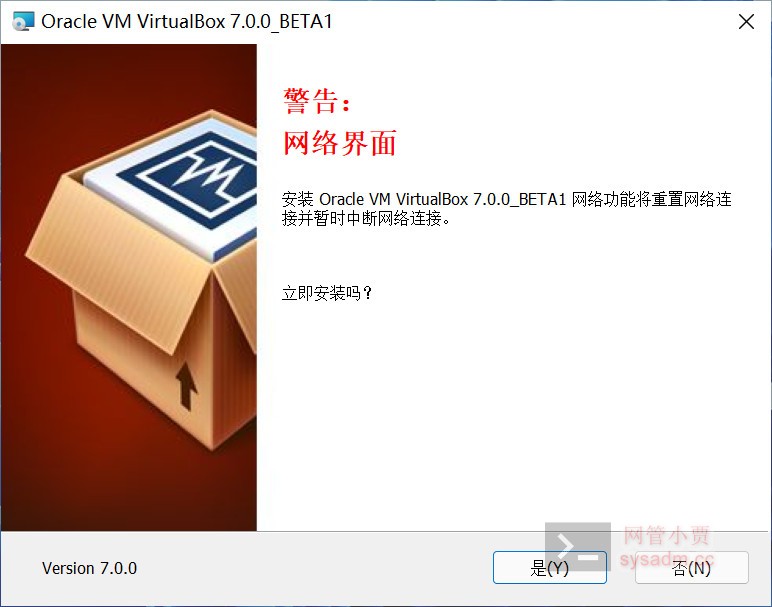 Oracle VM VirtualBox 7.0.0_BETA1
警告：
网络界面
安装 Oracle VM VirtualBox 7.0.0_BETA1 网络功能将重置网络连
接并暂时中断网络连接。
立即安装吗？
网管小贾
sysadm.cc
Version 7.0.0
是(Y)
否(N)